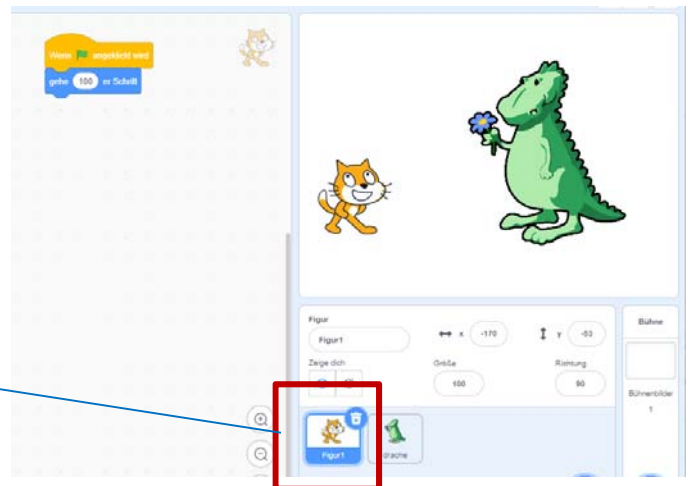 Wenn angeklickt wird
gehe 100 er Schritt
Figur
Figur1
x -170
y -53
Zeige dich
Größe
Richtung
100
90
Bühne
Bühnenbilder
1
Figur1
drache